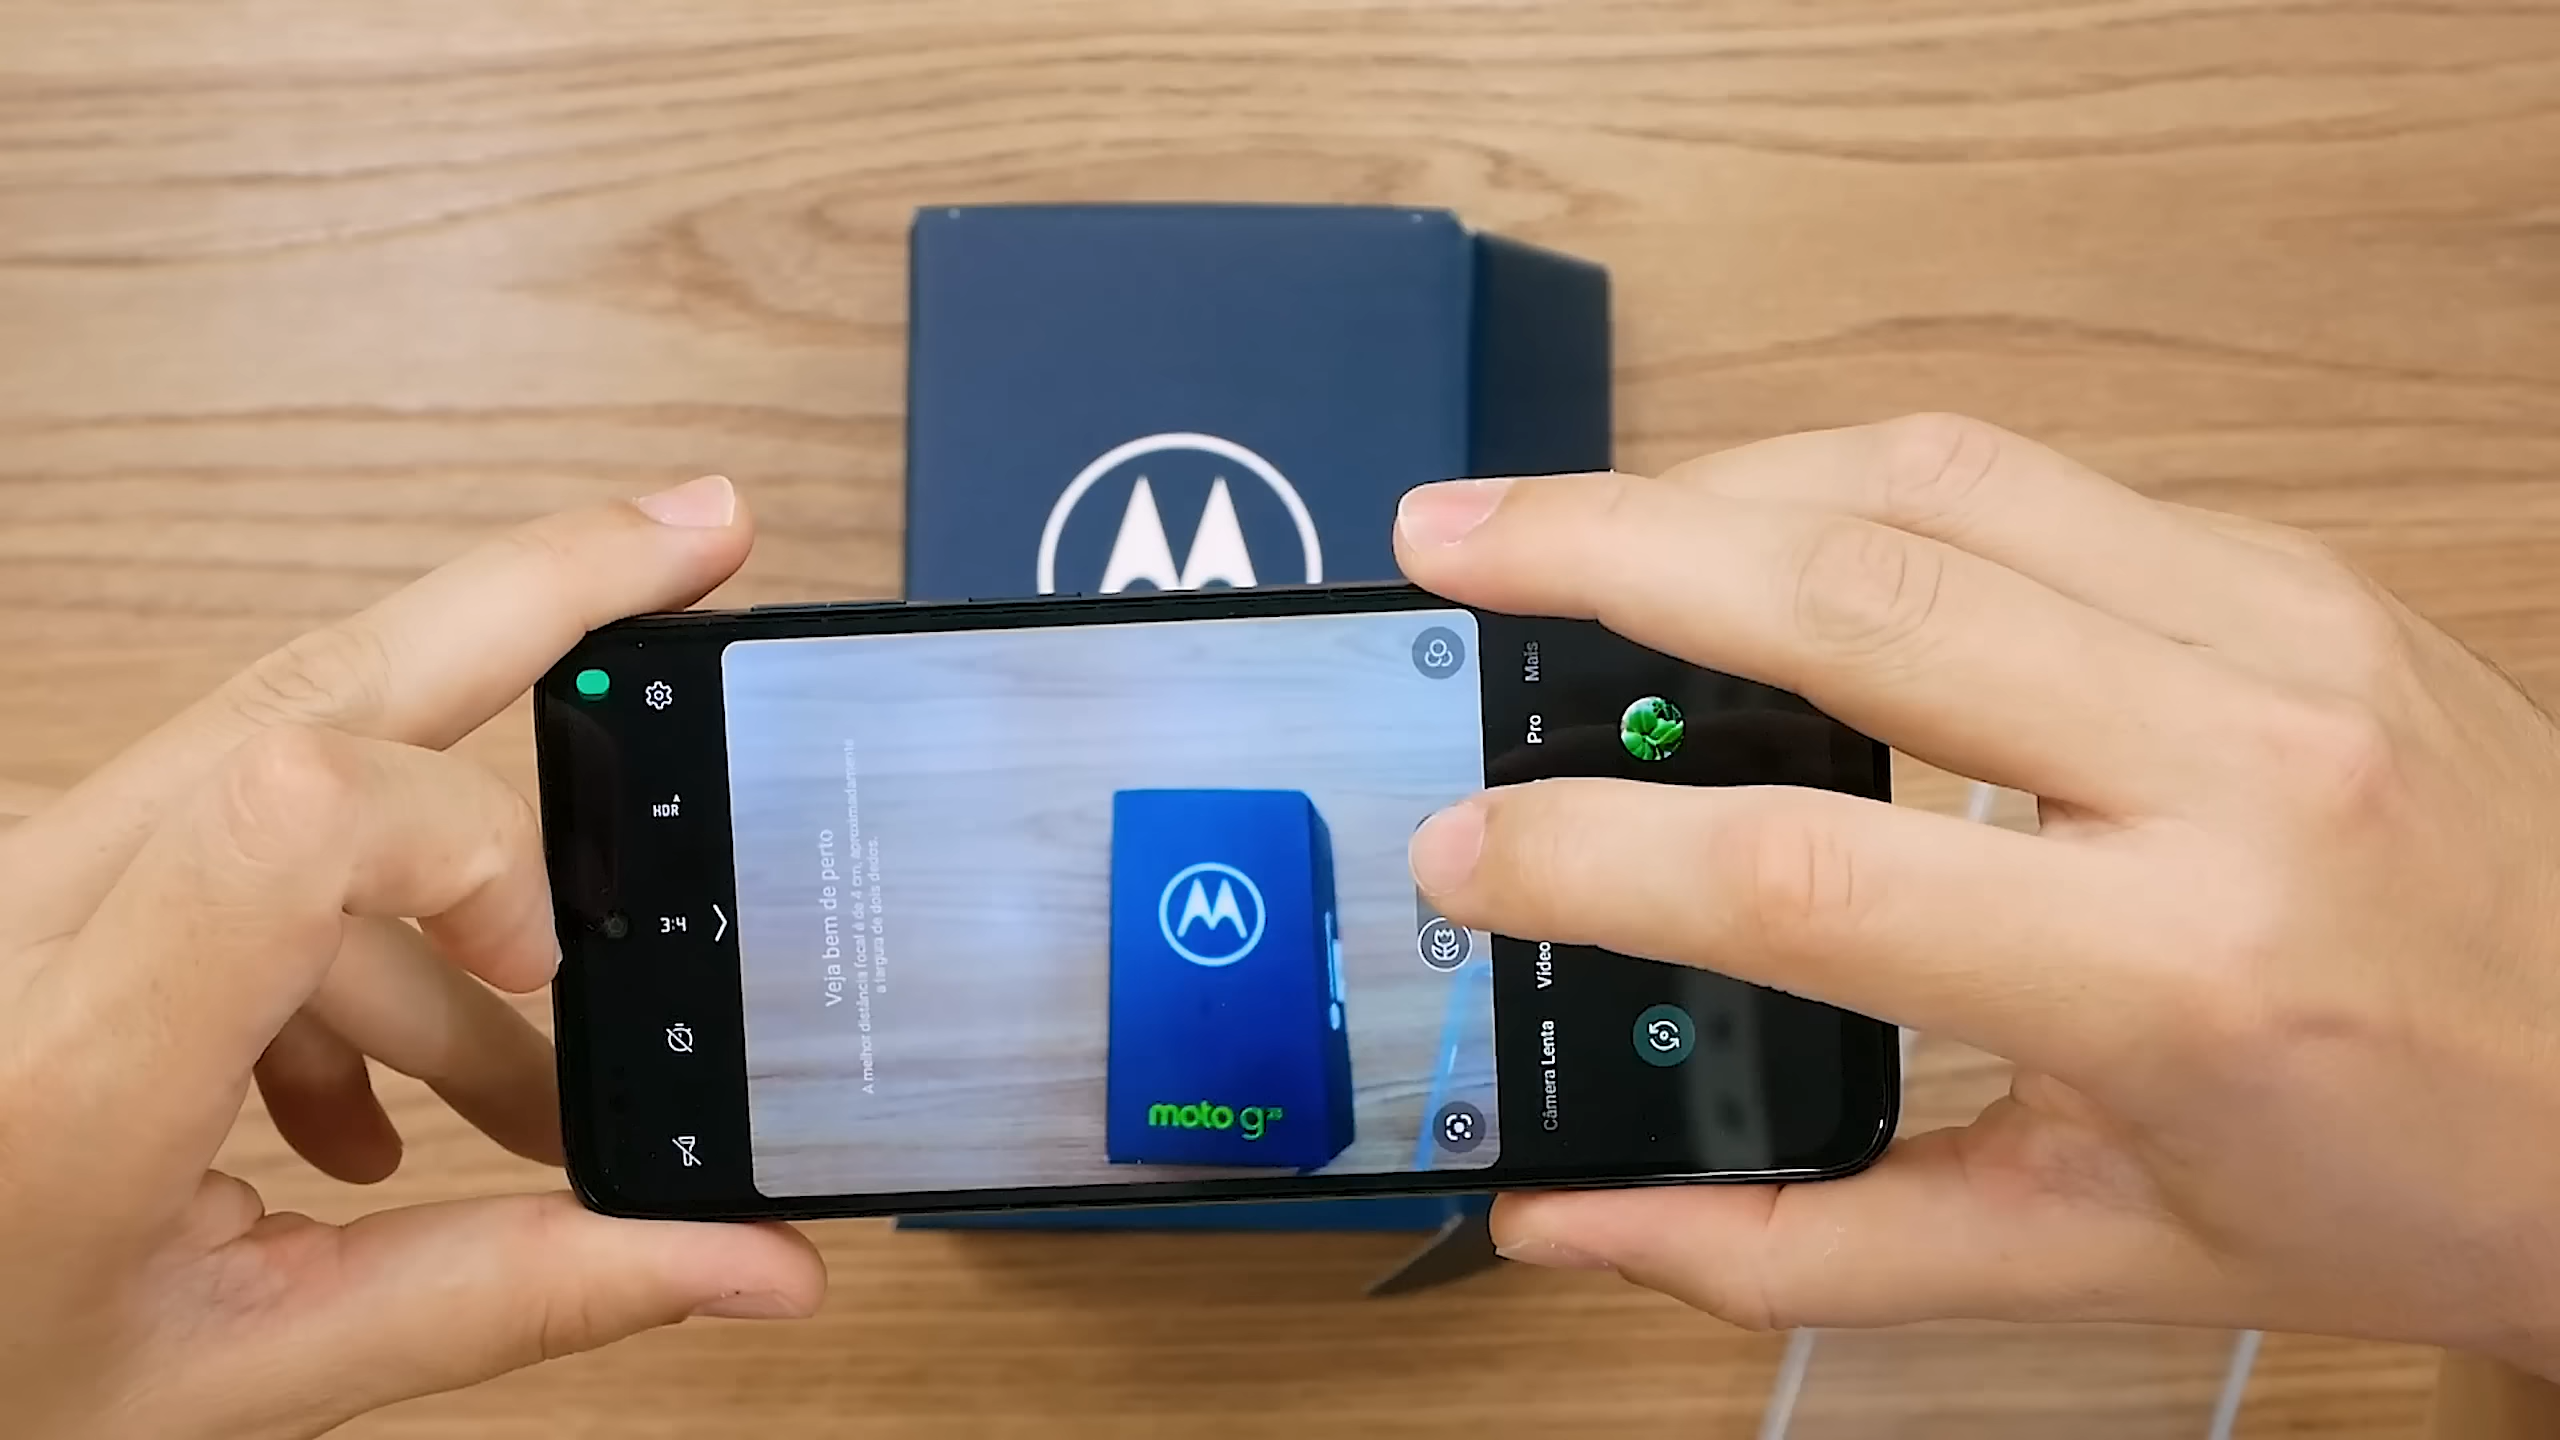 HDR
3:4
Veja bem de perto
A melhor distância focal é de 4 cm, aproximadamente
a largura de dois dedos.
moto g
Mais
Pro
Vídeo
Câmera Lenta